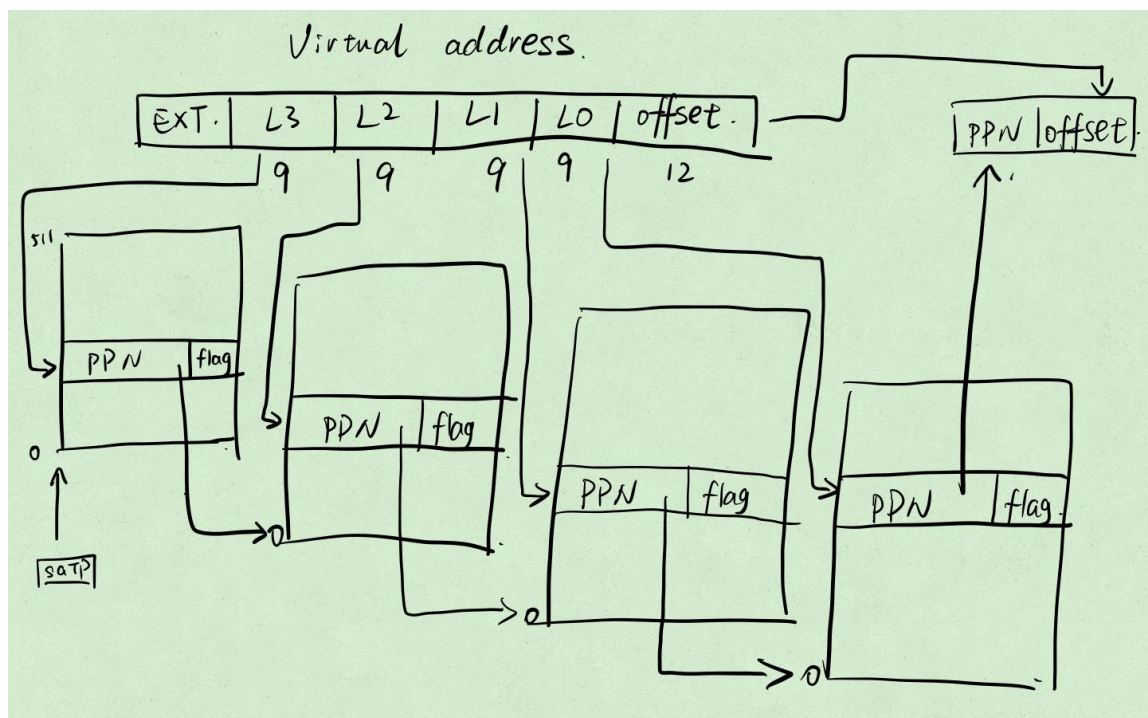 Virtual address.
EXT. L3 L2 L1 L0 offset.
9 9 9 9 12
PPN offset
511
PPN flag
0
satp
PPN flag
0
PPN flag
0
PPN flag
0